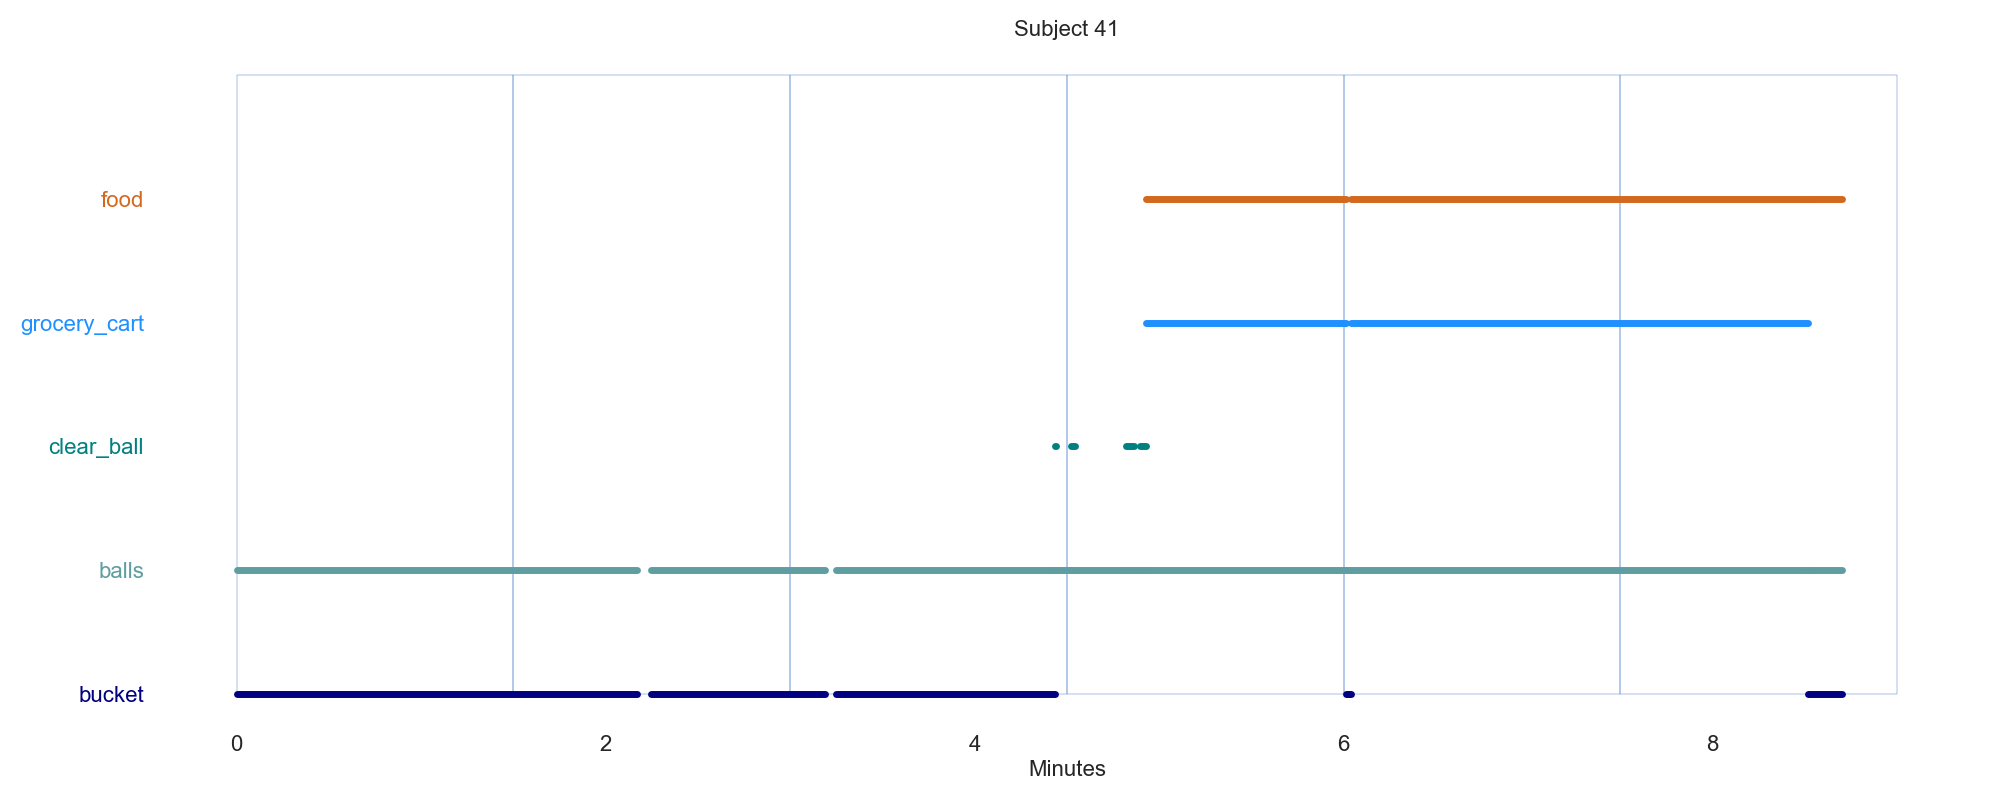 Subject 41
food
grocery_cart
clear_ball
balls
bucket
0 2 4 6 8
Minutes